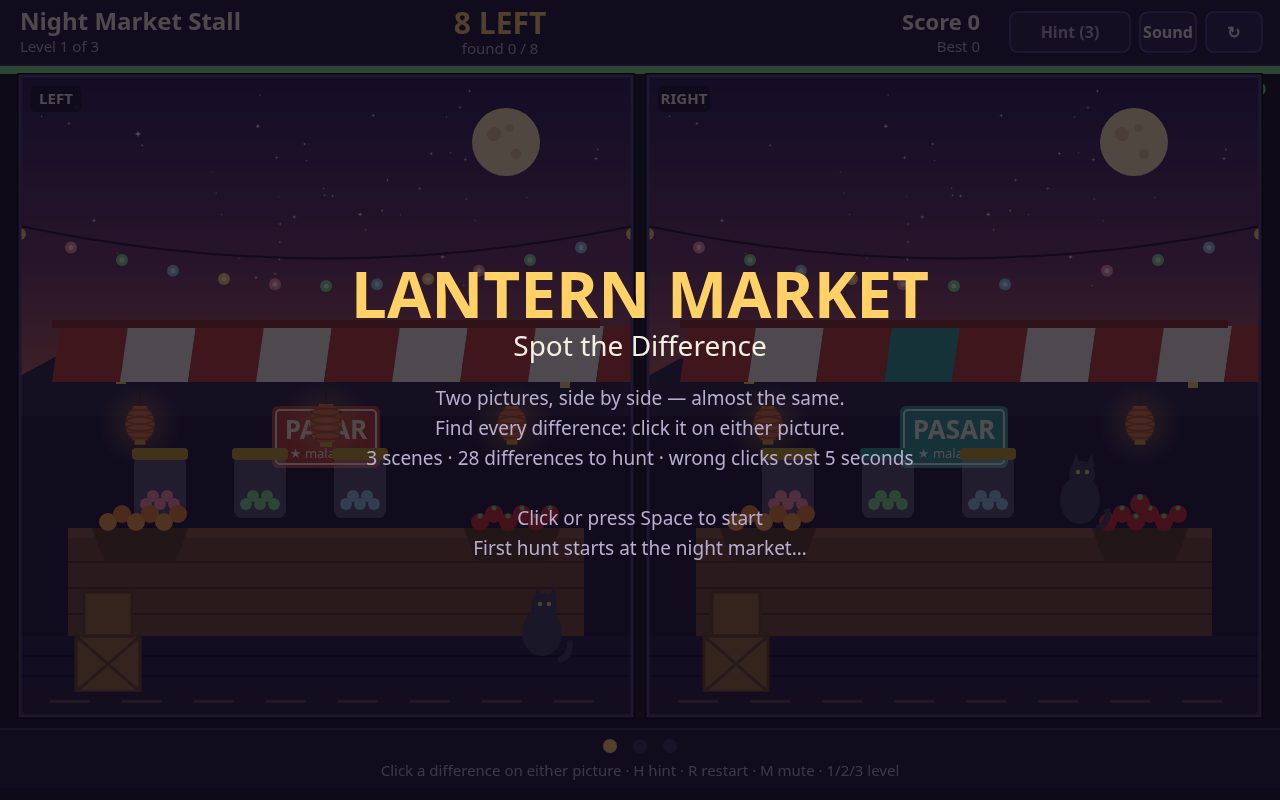 Night Market Stall
Level 1 of 3
8 LEFT
found 0 / 8
Score 0
Best 0
Hint (3)
Sound
↻
LEFT
RIGHT
LANTERN MARKET
Spot the Difference
Two pictures, side by side — almost the same.
Find every difference: click it on either picture.
3 scenes · 28 differences to hunt · wrong clicks cost 5 seconds
Click or press Space to start
First hunt starts at the night market...
PASAR
★ mala
PASAR
★ mala
Click a difference on either picture · H hint · R restart · M mute · 1/2/3 level